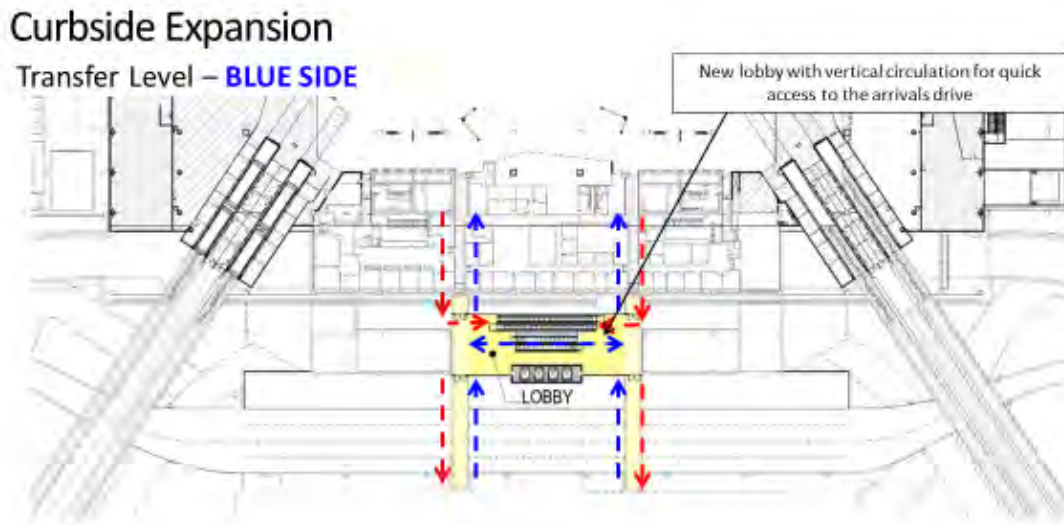 Curbside Expansion
Transfer Level – BLUE SIDE
New lobby with vertical circulation for quick
access to the arrivals drive
LOBBY